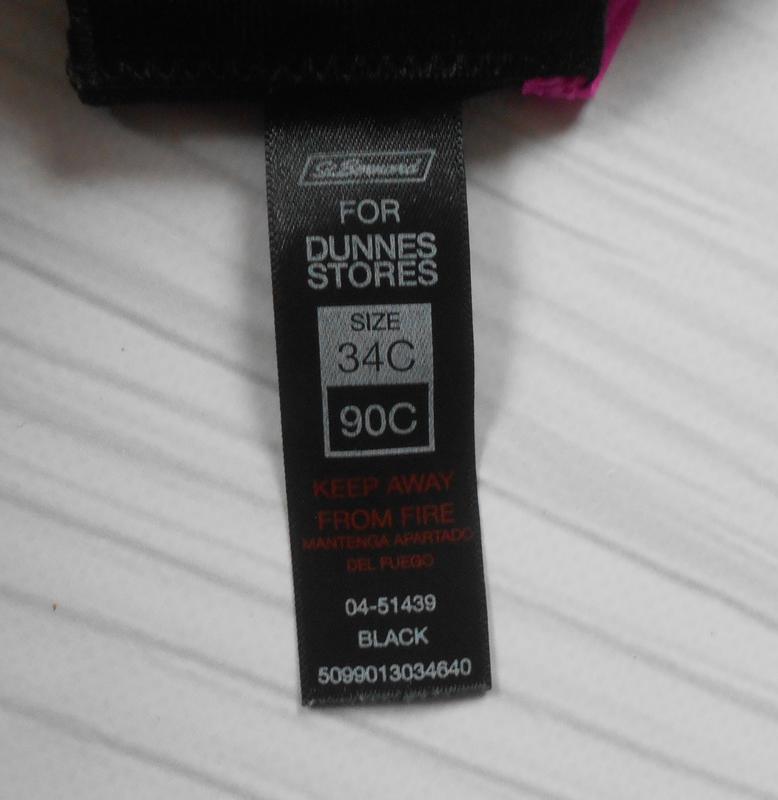 St.Bernard
FOR
DUNNES
STORES
SIZE
34C
90C
KEEP AWAY
FROM FIRE
MANTENGA APARTADO
DEL FUEGO
04-51439
BLACK
5099013034640